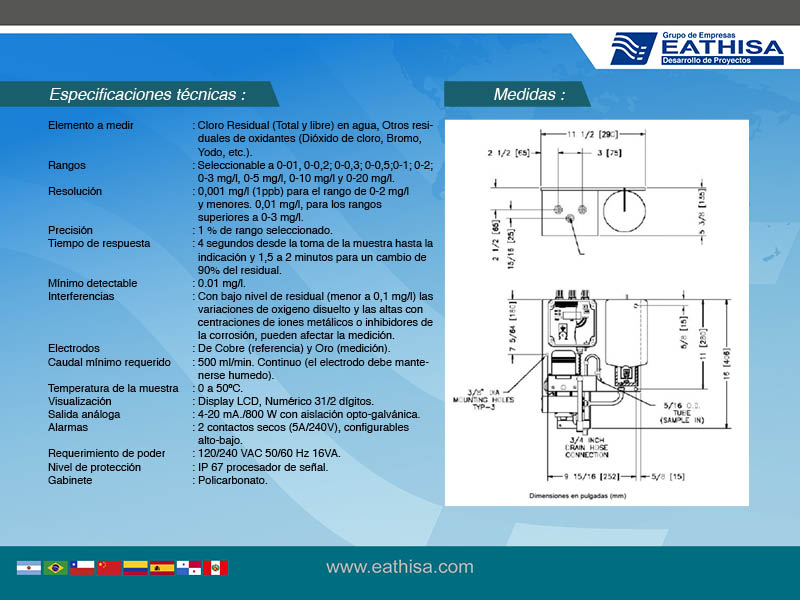 Grupo de Empresas
EATHISA
Desarrollo de Proyectos
Especificaciones técnicas :
Elemento a medir : Cloro Residual (Total y libre) en agua, Otros resi-
duales de oxidantes (Dióxido de cloro, Bromo,
Yodo, etc.).
Rangos : Seleccionable a 0-01, 0-0,2; 0-0,3; 0-0,5;0-1; 0-2;
0-3 mg/l, 0-5 mg/l, 0-10 mg/l y 0-20 mg/l.
Resolución : 0,001 mg/l (1ppb) para el rango de 0-2 mg/l
y menores. 0,01 mg/l, para los rangos
superiores a 0-3 mg/l.
Precisión : 1 % de rango seleccionado.
Tiempo de respuesta : 4 segundos desde la toma de la muestra hasta la
indicación y 1,5 a 2 minutos para un cambio de
90% del residual.
Mínimo detectable : 0.01 mg/l.
Interferencias : Con bajo nivel de residual (menor a 0,1 mg/l) las
variaciones de oxigeno disuelto y las altas con
centraciones de iones metálicos o inhibidores de
la corrosión, pueden afectar la medición.
Electrodos : De Cobre (referencia) y Oro (medición).
Caudal mínimo requerido : 500 ml/min. Continuo (el electrodo debe mante-
nerse humedo).
Temperatura de la muestra : 0 a 50ºC.
Visualización : Display LCD, Numérico 31/2 dígitos.
Salida análoga : 4-20 mA./800 W con aislación opto-galvánica.
Alarmas : 2 contactos secos (5A/240V), configurables
alto-bajo.
Requerimiento de poder : 120/240 VAC 50/60 Hz 16VA.
Nivel de protección : IP 67 procesador de señal.
Gabinete : Policarbonato.
Medidas :
11 1/2 [290]
2 1/2 [65]
3 [75]
5 3/8 [135]
2 1/2 [65]
15/16 [25]
7 5/64 [180]
5/8 [15]
11 [280]
16 [406]
3/8" DIA
MOUNTING HOLES
TYP-3
5/16 O.D.
TUBE
(SAMPLE IN)
3/4 INCH
DRAIN HOSE
CONNECTION
9 15/16 [252]
5/8 [15]
Dimensiones en pulgadas (mm)
www.eathisa.com